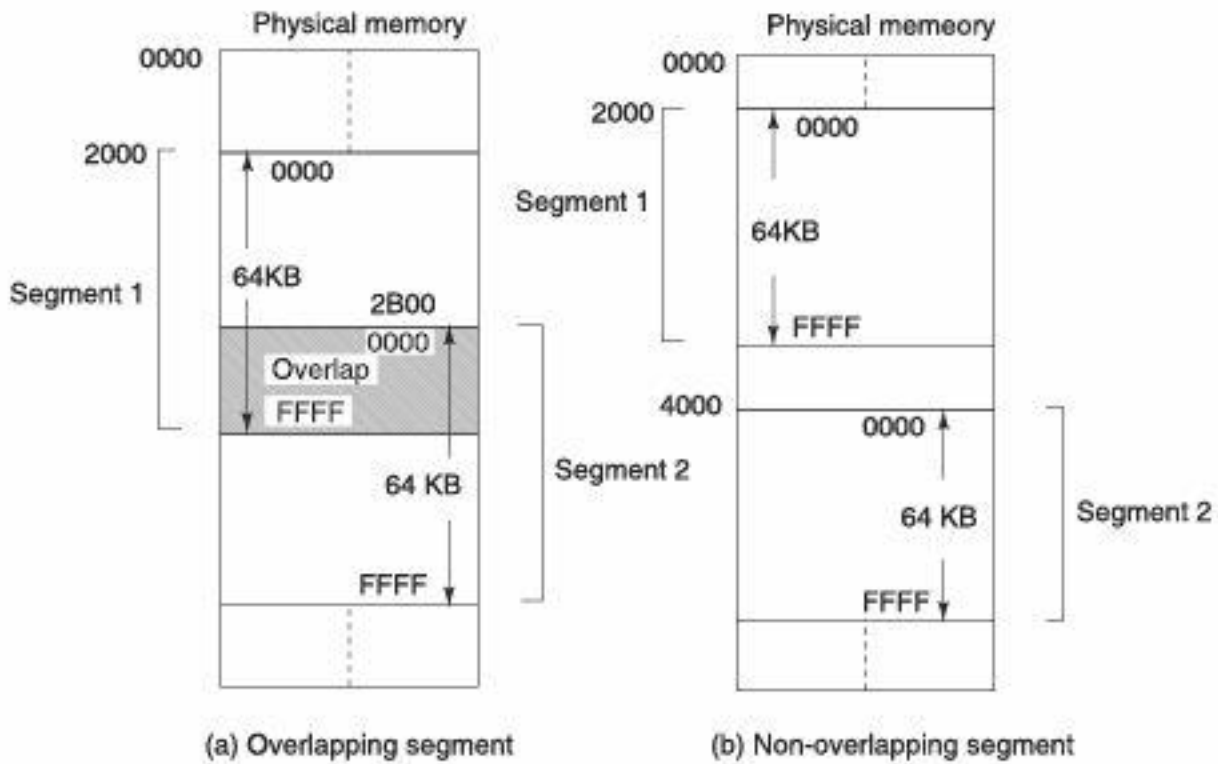 Physical memory
0000
2000
0000
64KB
Segment 1
2B00
0000
Overlap
FFFF
64 KB
Segment 2
FFFF
(a) Overlapping segment
Physical memeory
0000
2000
0000
Segment 1
64KB
FFFF
4000
0000
64 KB
Segment 2
FFFF
(b) Non-overlapping segment